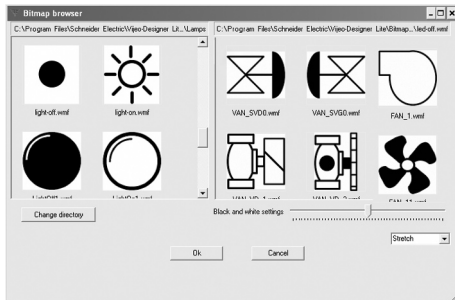 Bitmap browser
C:\Program Files\Schneider Electric\Vijeo-Designer Lit...\Lamps
C:\Program Files\Schneider Electric\Vijeo-Designer Lite\Bitmap...\led-off.wmf
light-off.wmf
light-on.wmf
VAN_SVD0.wmf
VAN_SVG0.wmf
FAN_1.wmf
FAN_11.wmf
Change directory
Black and white settings
Stretch
Ok
Cancel